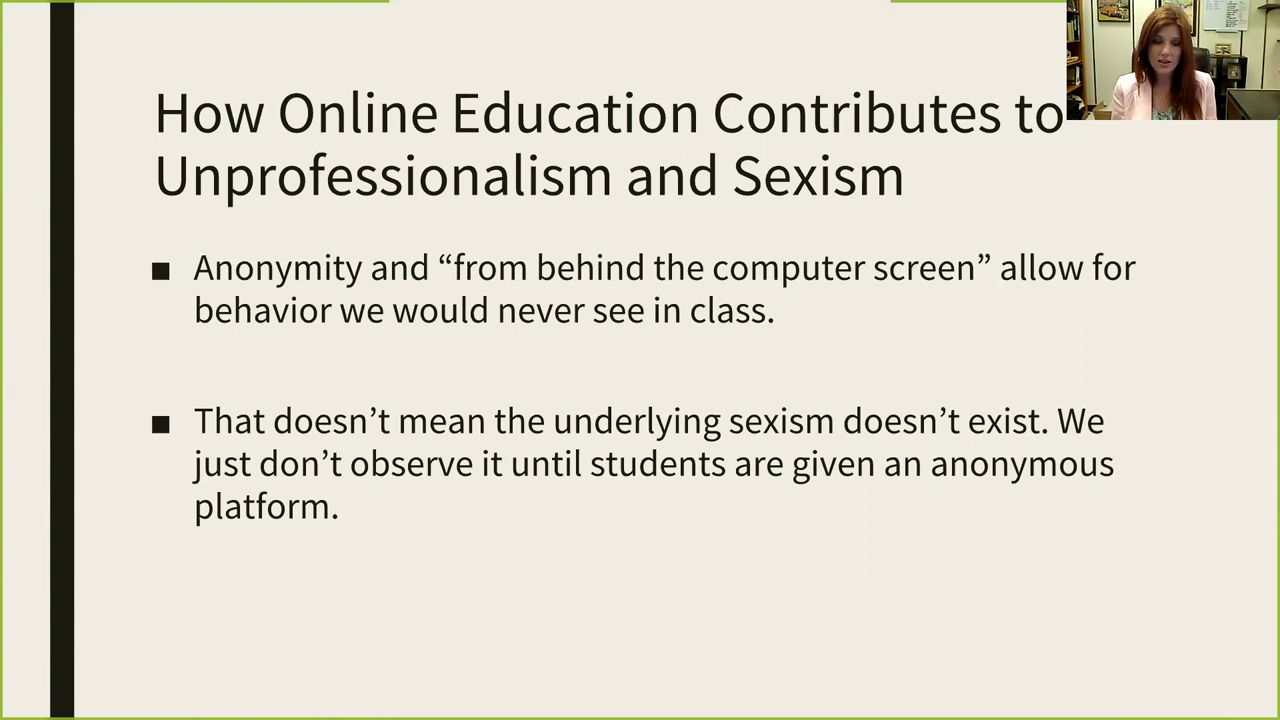 How Online Education Contributes to
Unprofessionalism and Sexism
■ Anonymity and “from behind the computer screen” allow for
behavior we would never see in class.
■ That doesn’t mean the underlying sexism doesn’t exist. We
just don’t observe it until students are given an anonymous
platform.